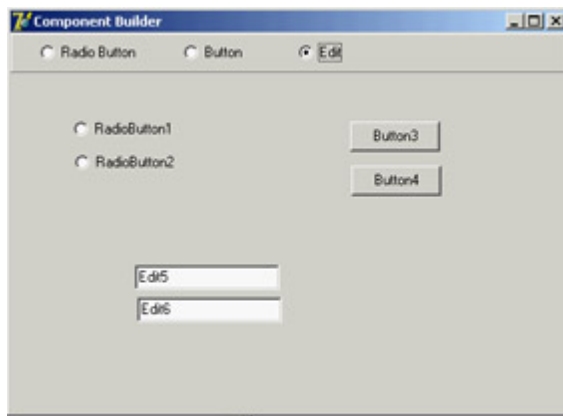 Component Builder
Radio Button Button Edit
RadioButton1 Button3
RadioButton2 Button4
Edit5
Edit6